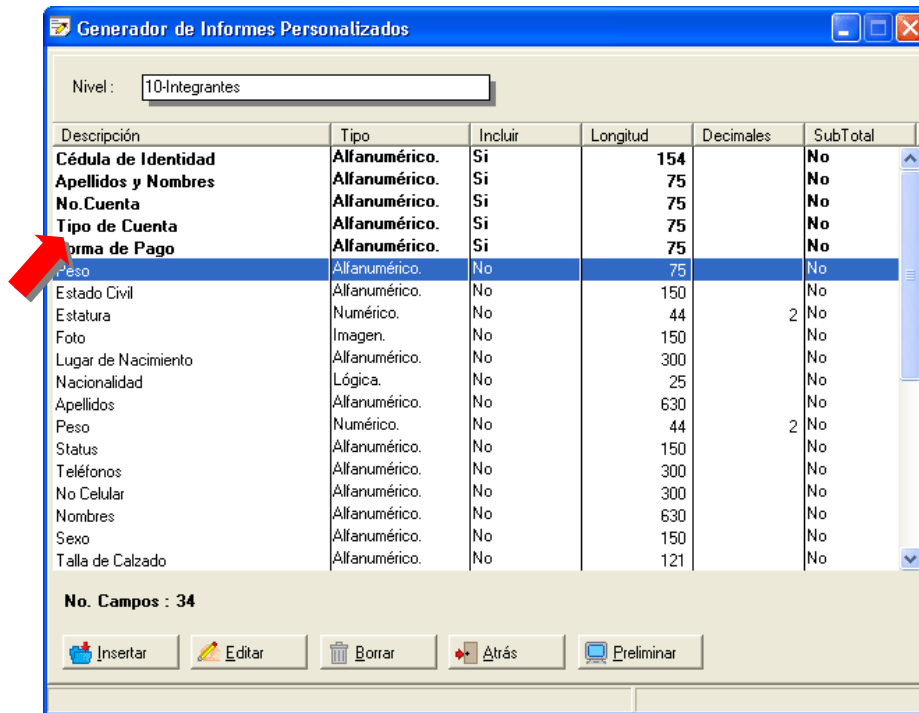 Generador de Informes Personalizados
Nivel : 10-Integrantes
Descripción Tipo Incluir Longitud Decimales SubTotal
Cédula de Identidad Alfanumérico. Si 154 No
Apellidos y Nombres Alfanumérico. Si 75 No
No.Cuenta Alfanumérico. Si 75 No
Tipo de Cuenta Alfanumérico. Si 75 No
Forma de Pago Alfanumérico. Si 75 No
Peso Alfanumérico. No 75 No
Estado Civil Alfanumérico. No 150 No
Estatura Numérico. No 44 2 No
Foto Imagen. No 150 No
Lugar de Nacimiento Alfanumérico. No 300 No
Nacionalidad Lógica. No 25 No
Apellidos Alfanumérico. No 630 No
Peso Numérico. No 44 2 No
Status Alfanumérico. No 150 No
Teléfonos Alfanumérico. No 300 No
No Celular Alfanumérico. No 300 No
Nombres Alfanumérico. No 630 No
Sexo Alfanumérico. No 150 No
Talla de Calzado Alfanumérico. No 121 No
No. Campos : 34
Insertar Editar Borrar Atrás Preliminar